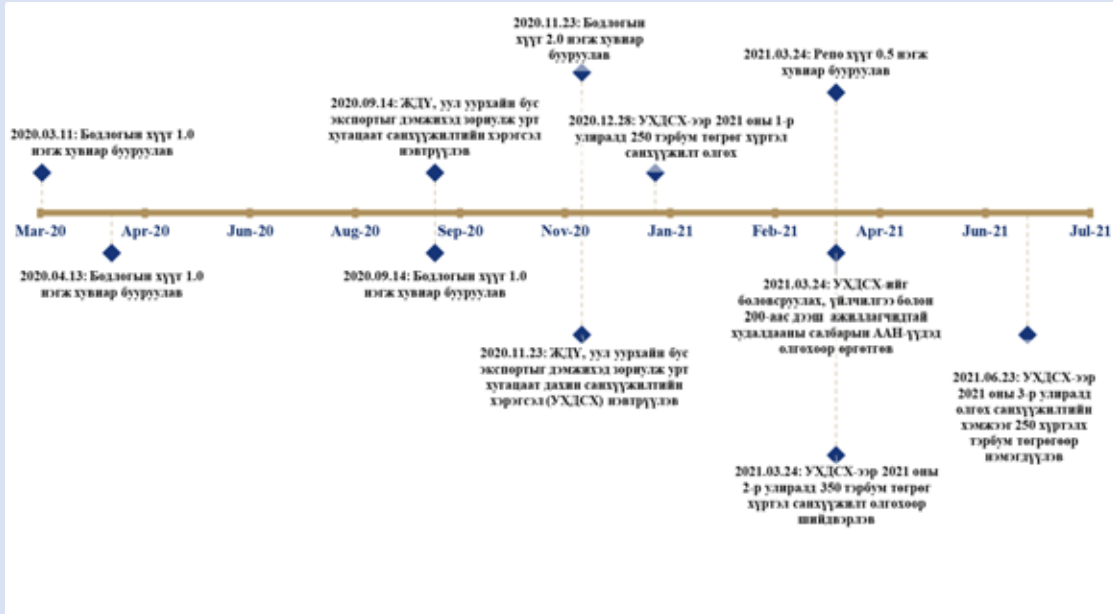 2020.11.23: Бодлогын
хүүг 2.0 нэгж хувиар
бууруулав
2021.03.24: Репо хүүг 0.5 нэгж
хувиар бууруулав
2020.09.14: ЖДҮ, уул уурхайн бус
экспортыг дэмжихэд зориулж урт
хугацаат санхүүжилтийн хэрэгсэл
нэвтрүүлэв
2020.12.28: УХДСХ-ээр 2021 оны 1-р
улиралд 250 тэрбум төгрөг хүртэл
санхүүжилт олгох
2020.03.11: Бодлогын хүүт 1.0
нэгж хувиар бууруулав
Mar-20 Apr-20 Jun-20 Aug-20 Sep-20 Nov-20 Jan-21 Feb-21 Apr-21 Jun-21 Jul-21
2020.04.13: Бодлогын хүүг 1.0
нэгж хувиар бууруулав
2020.09.14: Бодлогын хүүг 1.0
нэгж хувиар бууруулав
2021.03.24: УХДСХ-ийг
боловсруулах, үйлчилгээ болон
200-аас дээш ажиллагчидтай
худалдааны салбарын ААН-үүдэд
олгохоор өргөтгөв
2020.11.23: ЖДҮ, уул уурхайн бус
экспортыг дэмжихэд зориулж урт
хугацаат дахин санхүүжилтийн
хэрэгсэл (УХДСХ) нэвтрүүлэв
2021.06.23: УХДСХ-ээр
2021 оны 3-р улиралд
олгох санхүүжилтийн
хэмжээг 250 хүртэлх
тэрбум төгрөгөөр
нэмэгдүүлэв
2021.03.24: УХДСХ-ээр 2021 оны
2-р улиралд 350 тэрбум төгрөг
хүртэл санхүүжилт олгохоор
шийдвэрлэв